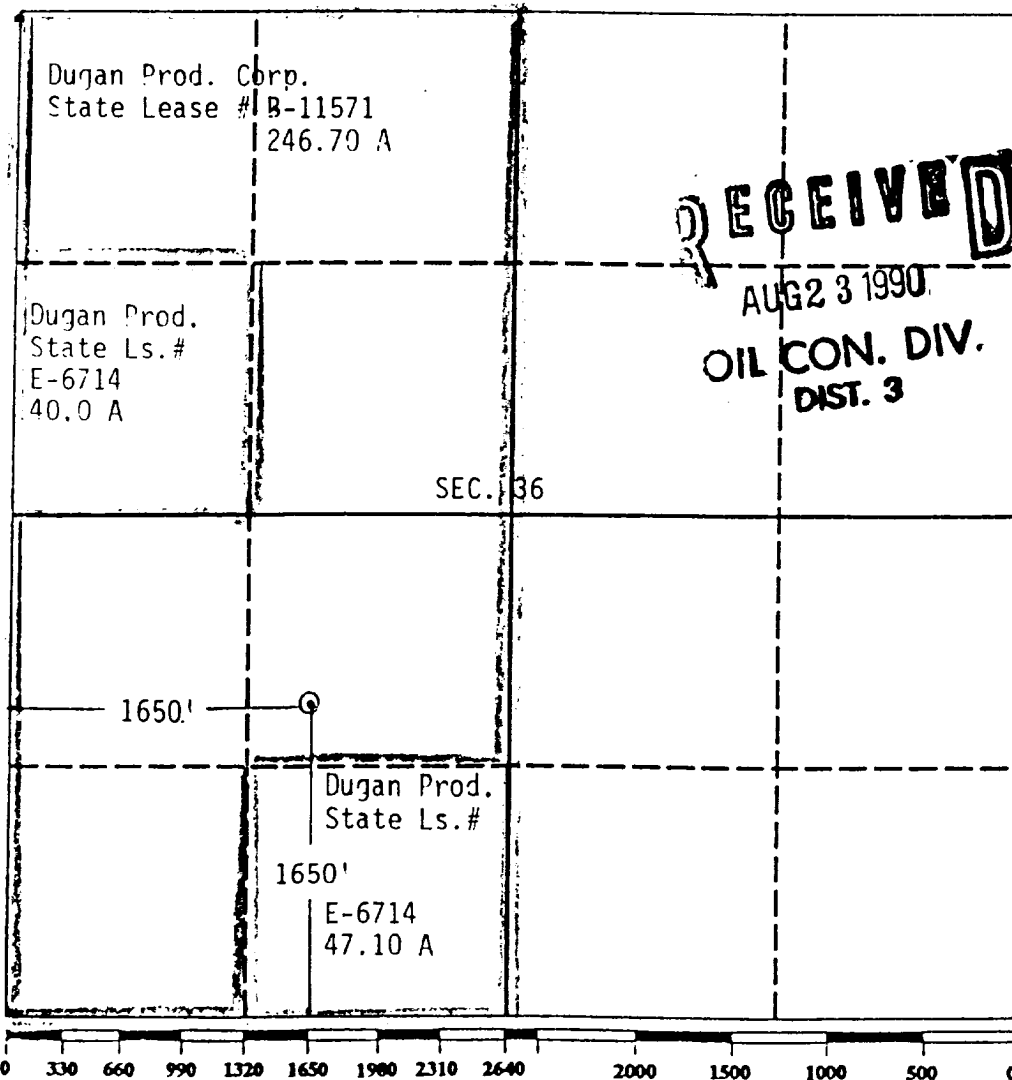 Dugan Prod. Corp.
State Lease # B-11571
246.70 A
RECEIVED
AUG 23 1990
OIL CON. DIV.
DIST. 3
Dugan Prod.
State Ls.#
E-6714
40.0 A
SEC. 36
1650'
Dugan Prod.
State Ls.#
1650'
E-6714
47.10 A
0 330 660 990 1320 1650 1980 2310 2640 2000 1500 1000 500 0